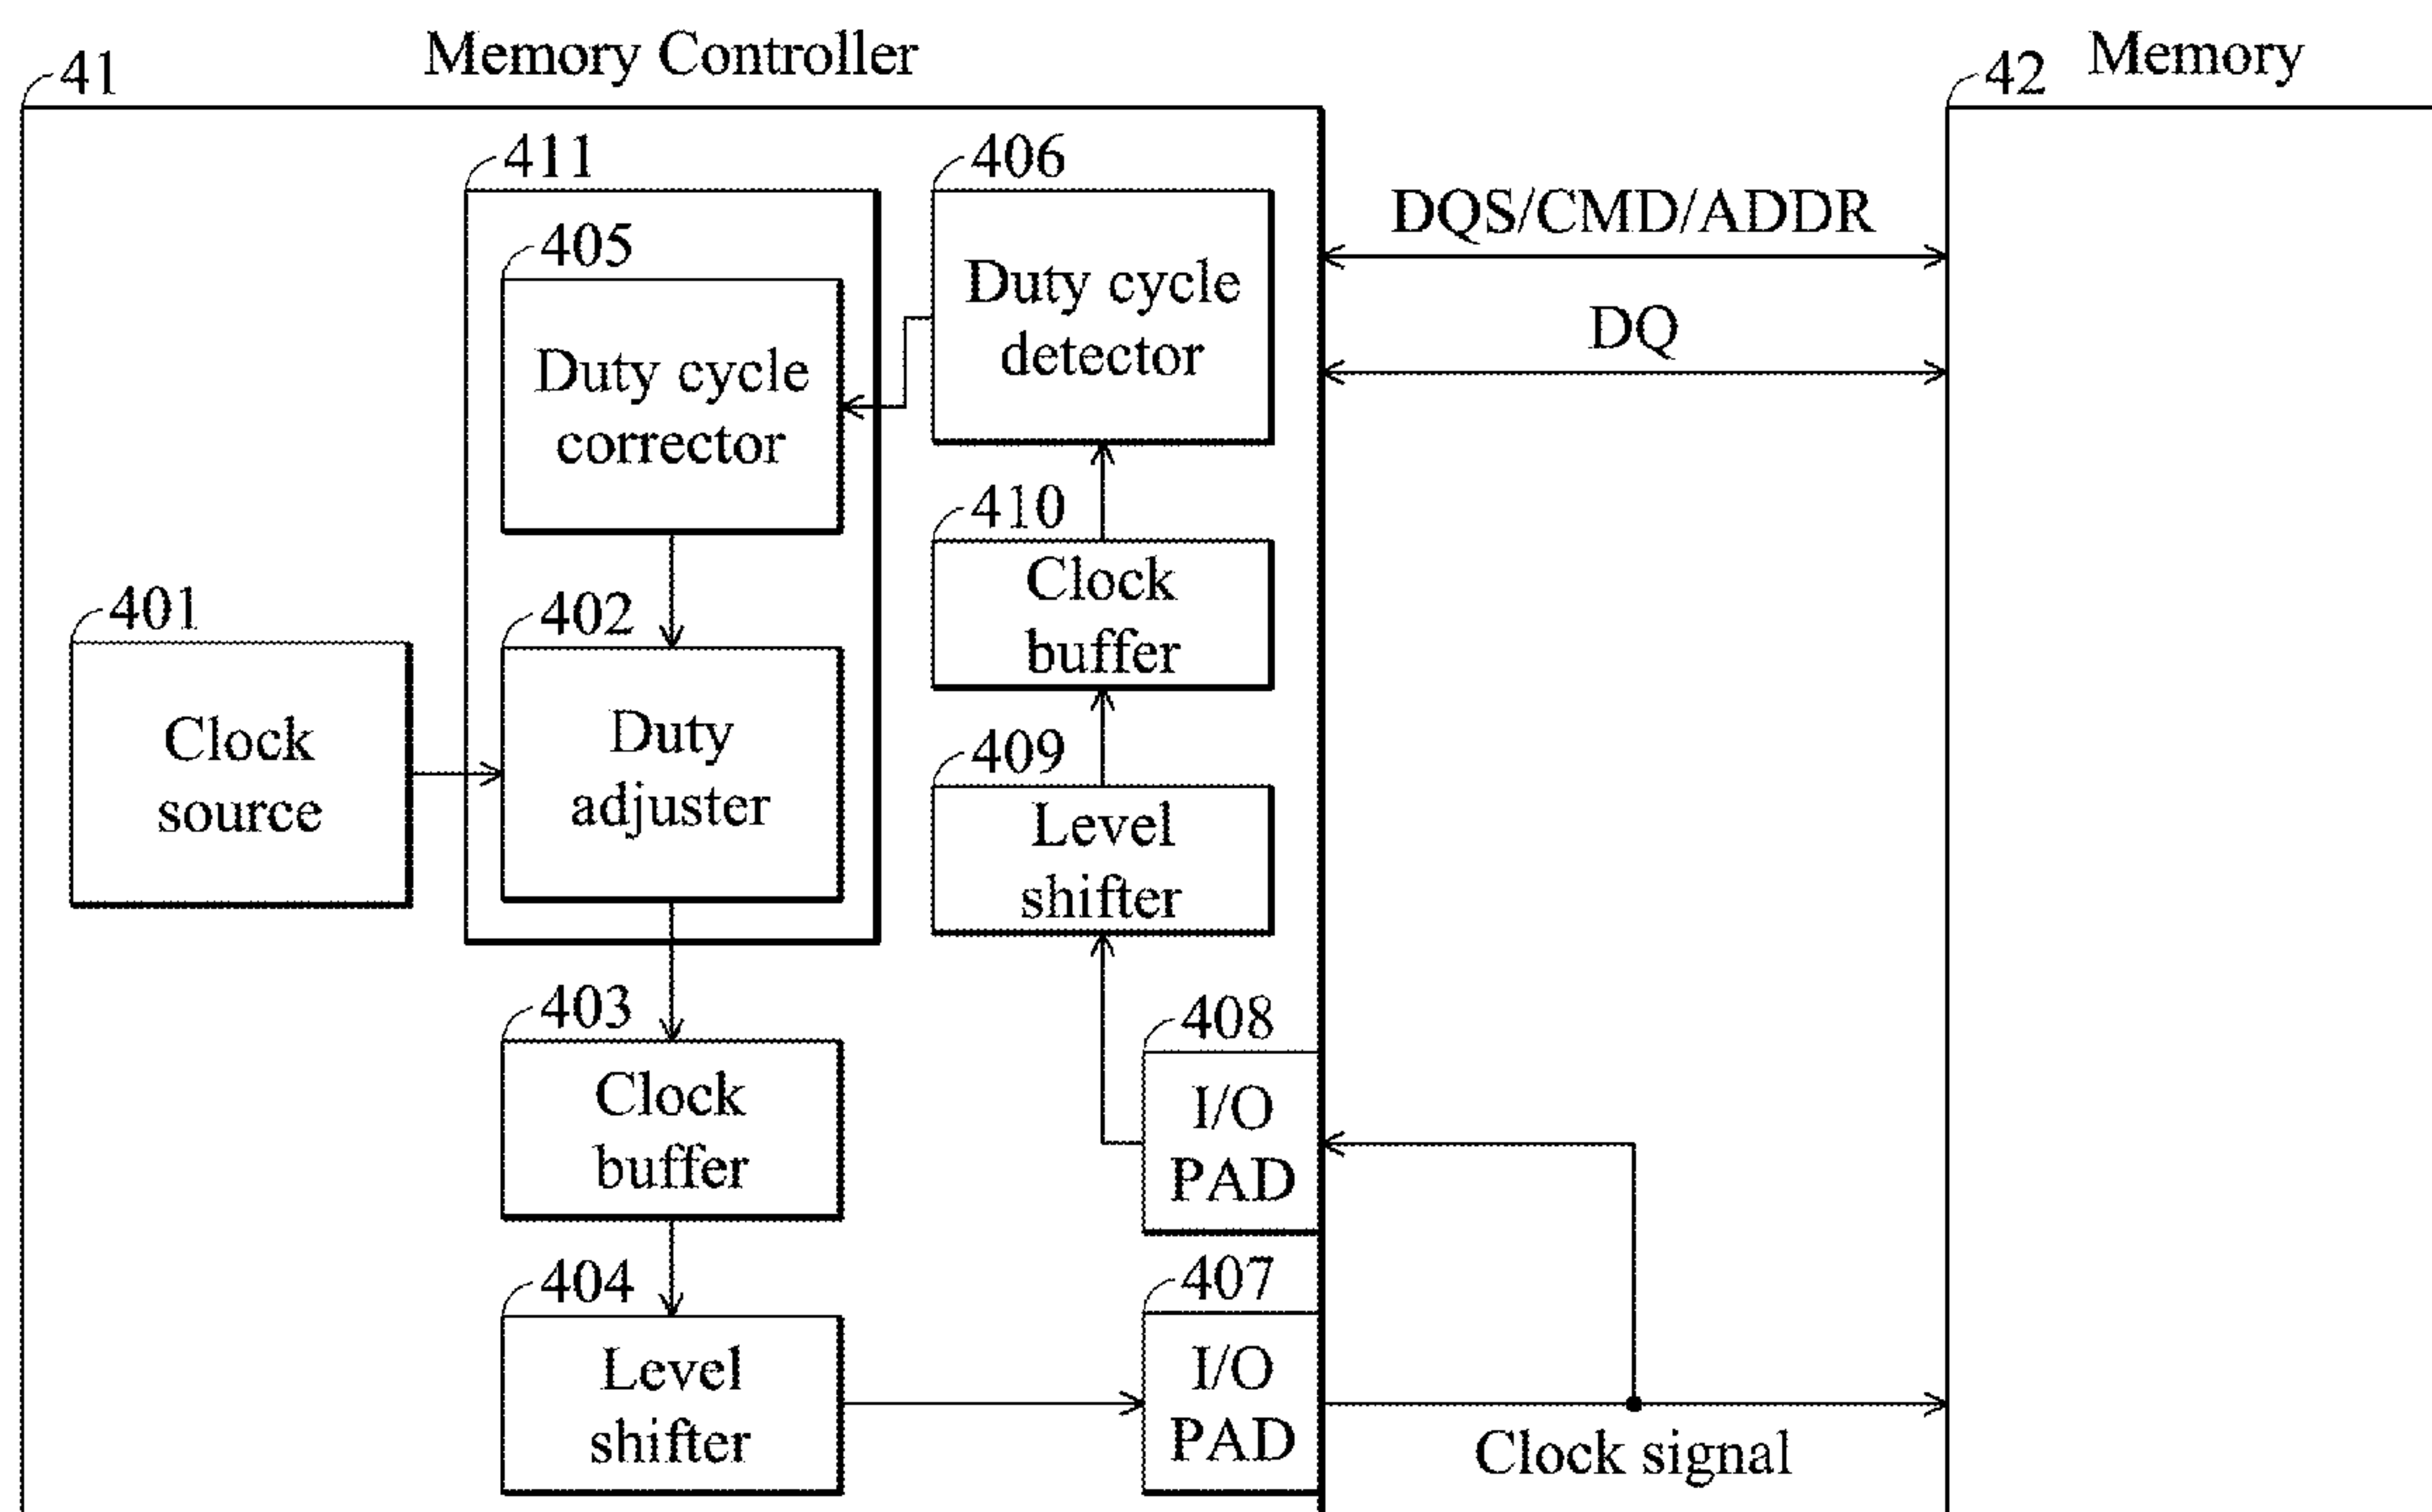 Memory Controller
41
42
Memory
411
406
405
DQS/CMD/ADDR
Duty cycle
detector
DQ
Duty cycle
corrector
410
Clock
buffer
401
402
Clock
source
Duty
adjuster
409
Level
shifter
403
408
Clock
buffer
I/O
PAD
404
407
Level
shifter
I/O
PAD
Clock signal